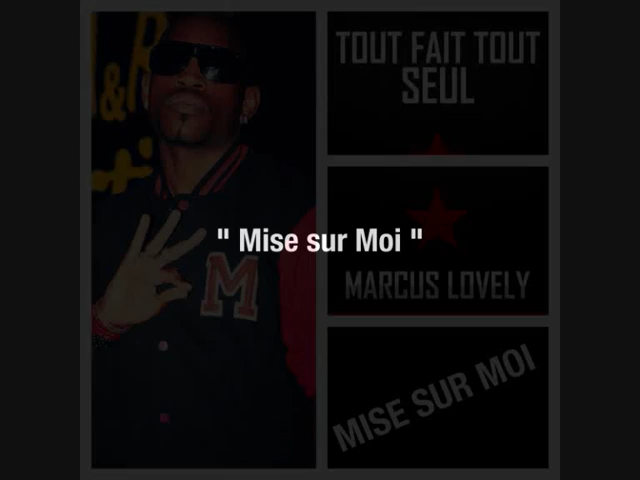 TOUT FAIT TOUT
SEUL
" Mise sur Moi "
M
MARCUS LOVELY
MISE SUR MOI